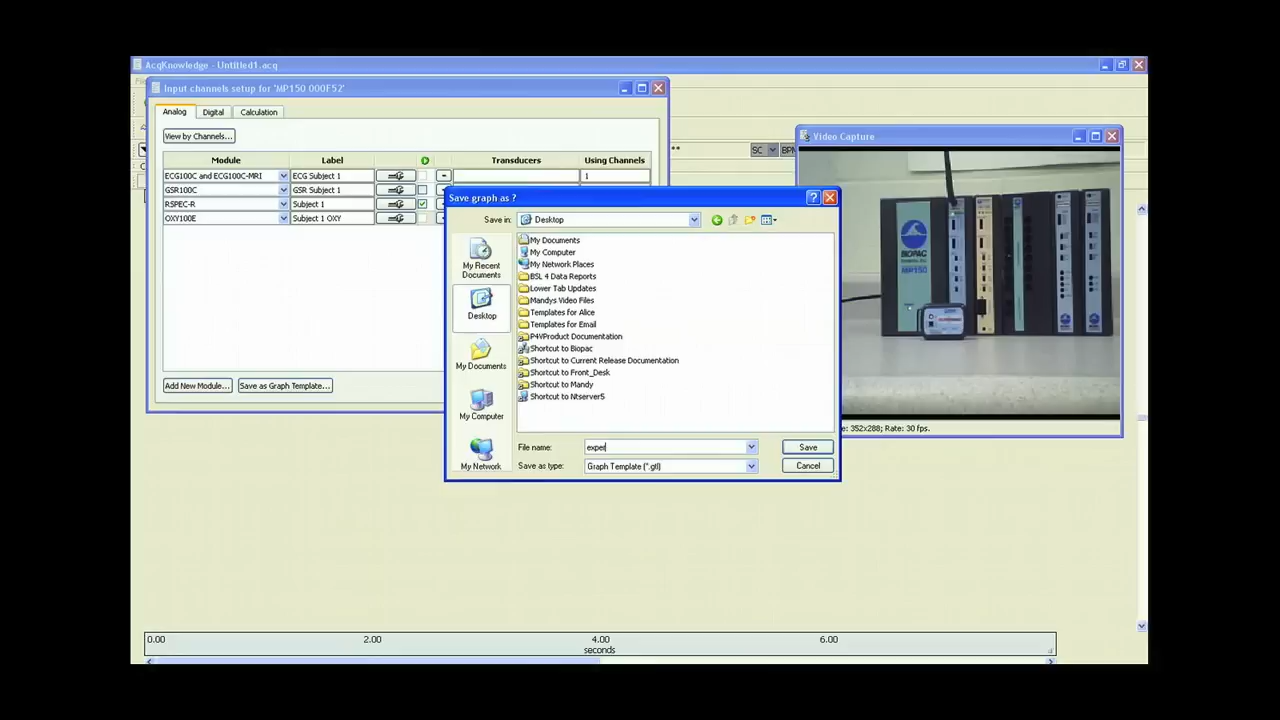 AcqKnowledge - Untitled1.acq
Input channels setup for 'MP150 000F52'
Analog
Digital
Calculation
View by Channels...
Module Label Transducers Using Channels
ECG100C and ECG100C-MRI ECG Subject 1 1
GSR100C GSR Subject 1
RSPEC-R Subject 1
OXY100E Subject 1 OXY
Add New Module...
Save as Graph Template...
SC
BPM
Save graph as ?
Save in: Desktop
My Recent Documents
Desktop
My Documents
My Computer
My Network
My Documents
My Computer
My Network Places
BSL 4 Data Reports
Lower Tab Updates
Mandys Video Files
Templates for Alice
Templates for Email
P4VProduct Documentation
Shortcut to Biopac
Shortcut to Current Release Documentation
Shortcut to Front_Desk
Shortcut to Mandy
Shortcut to Ntserver5
File name: exper
Save
Save as type: Graph Template (*.gtl)
Cancel
Video Capture
BIOPAC
MP150
e: 352x288; Rate: 30 fps.
0.00 2.00 4.00 6.00
seconds